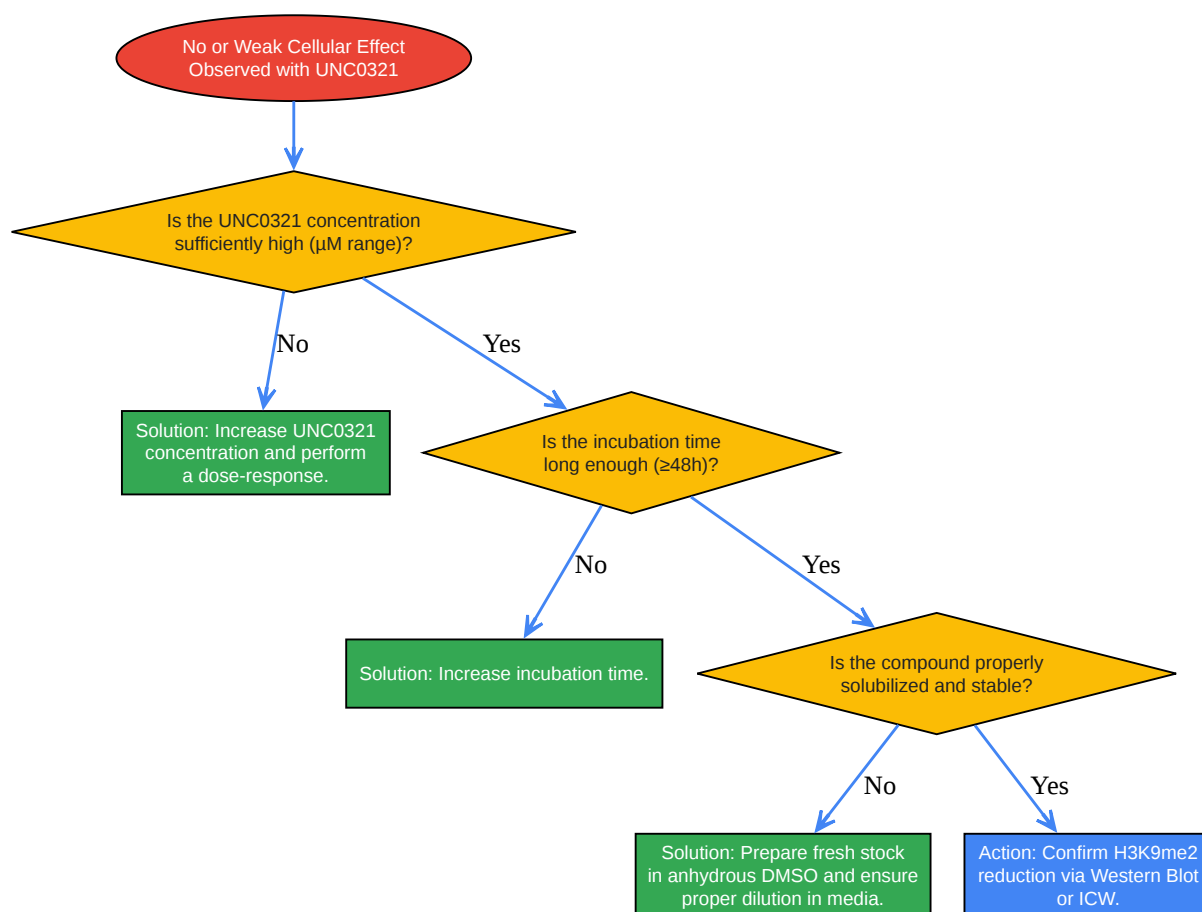 No or Weak Cellular Effect
Observed with UNC0321
Is the UNC0321 concentration
sufficiently high (µM range)?
No
Yes
Solution: Increase UNC0321
concentration and perform
a dose-response.
Is the incubation time
long enough (≥48h)?
No
Yes
Solution: Increase incubation time.
Is the compound properly
solubilized and stable?
No
Yes
Solution: Prepare fresh stock
in anhydrous DMSO and ensure
proper dilution in media.
Action: Confirm H3K9me2
reduction via Western Blot
or ICW.